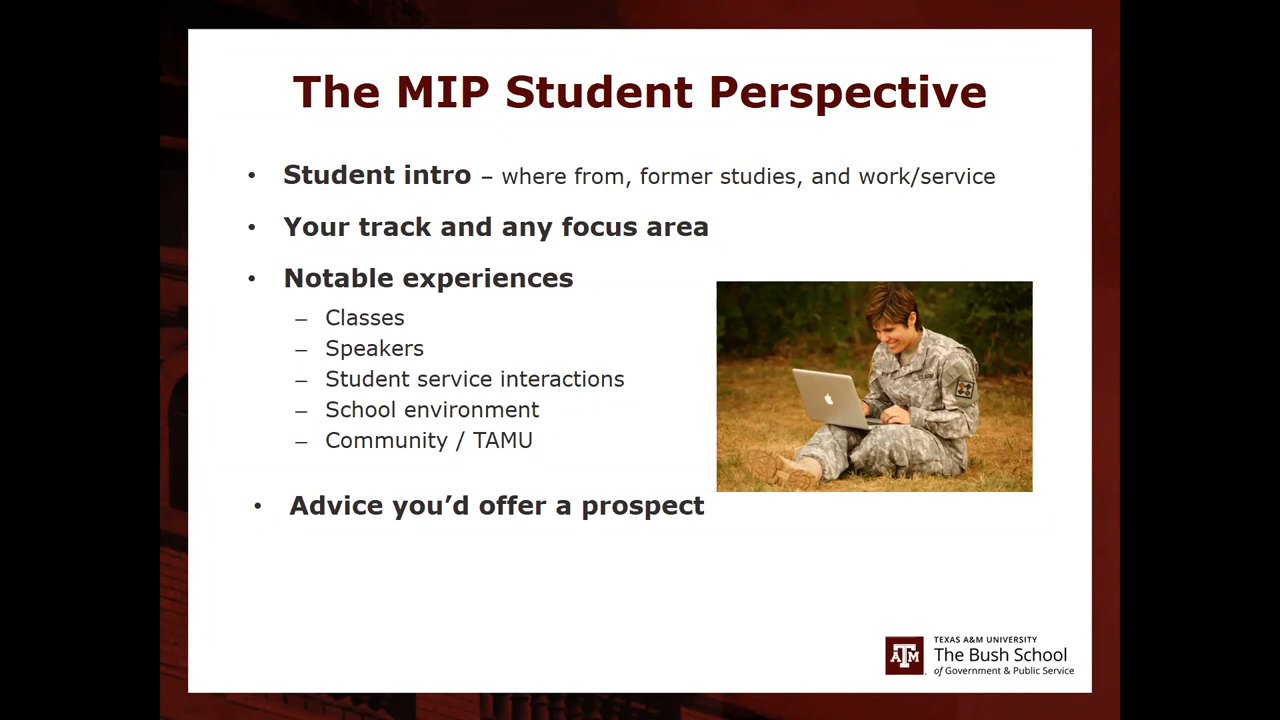 The MIP Student Perspective
• Student intro – where from, former studies, and work/service
• Your track and any focus area
• Notable experiences
– Classes
– Speakers
– Student service interactions
– School environment
– Community / TAMU
• Advice you’d offer a prospect
ATM
TEXAS A&M UNIVERSITY
The Bush School
of Government & Public Service